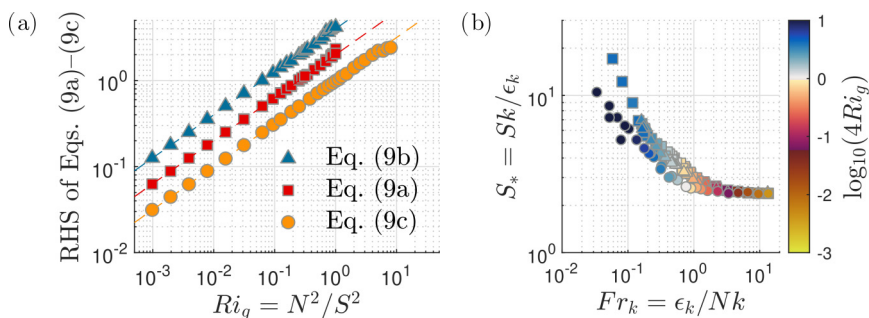 (a)
RHS of Eqs. (9a)–(9c)
10^0
10^-1
10^-2
10^-3
10^-2
10^-1
10^0
10^1
Ri_g = N^2/S^2
Eq. (9b)
Eq. (9a)
Eq. (9c)
(b)
S_* = Sk/ϵ_k
10^1
10^0
10^-2
10^-1
10^0
10^1
Fr_k = ϵ_k/Nk
1
0
-1
-2
-3
log_10(4Ri_g)